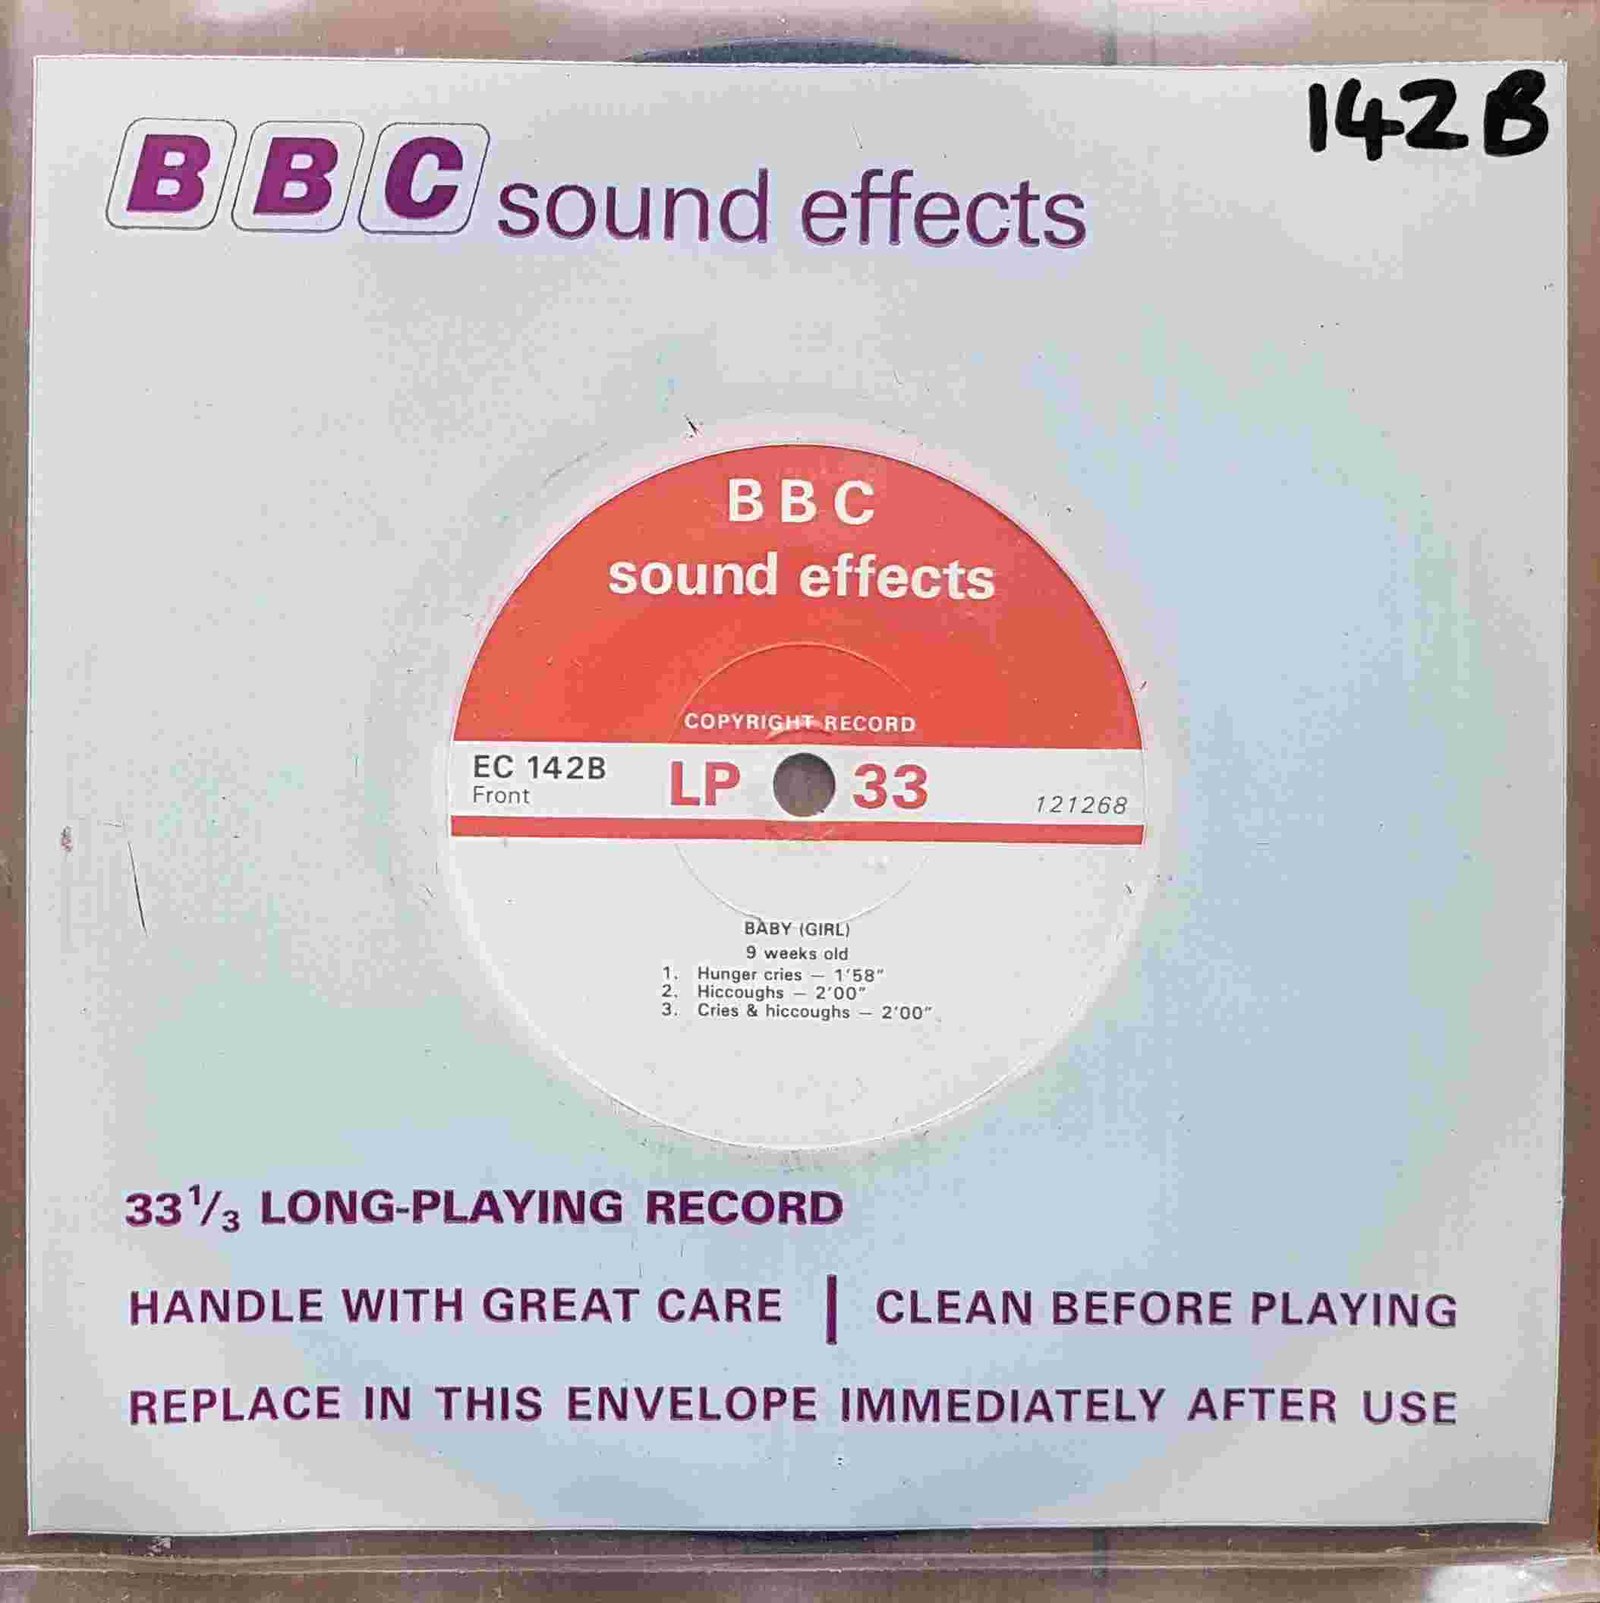 142B
BBC sound effects
BBC
sound effects
COPYRIGHT RECORD
EC 142B
Front
LP 33
121268
BABY (GIRL)
9 weeks old
1. Hunger cries — 1'58"
2. Hiccoughs — 2'00"
3. Cries & hiccoughs — 2'00"
33 1/3 LONG-PLAYING RECORD
HANDLE WITH GREAT CARE | CLEAN BEFORE PLAYING
REPLACE IN THIS ENVELOPE IMMEDIATELY AFTER USE